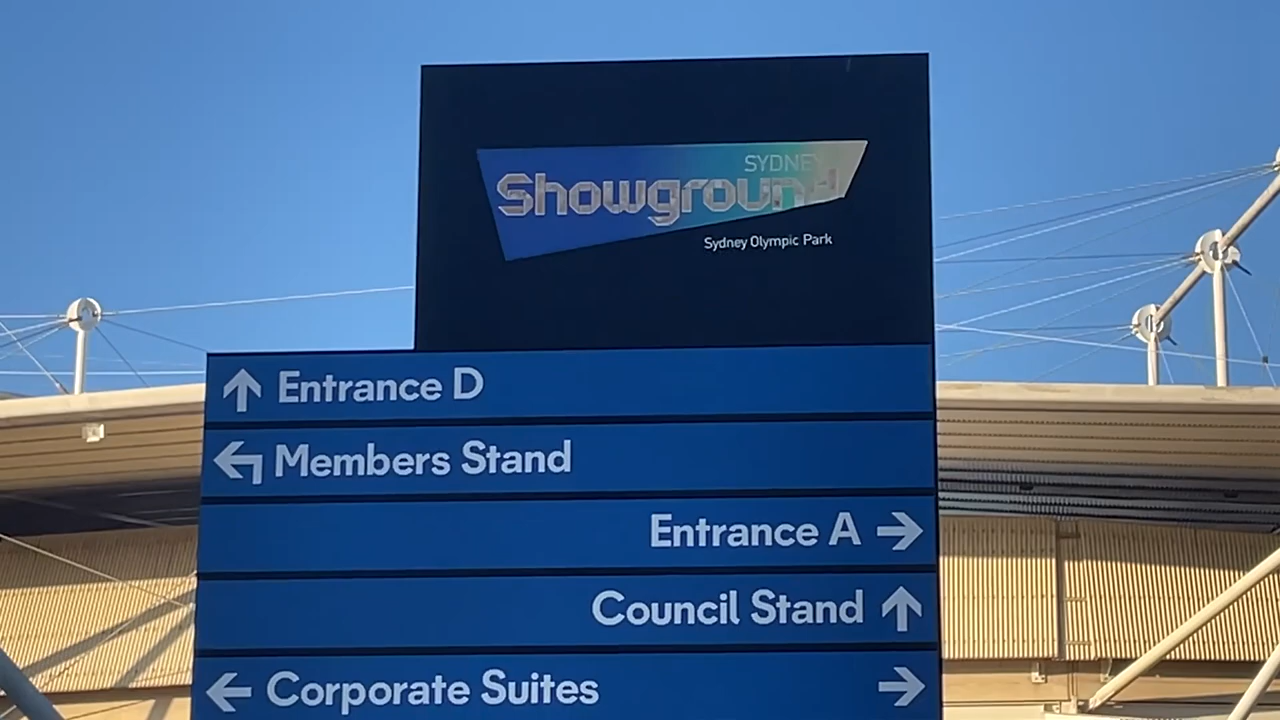 SYDNEY
Showground
Sydney Olympic Park
Entrance D
Members Stand
Entrance A
Council Stand
Corporate Suites